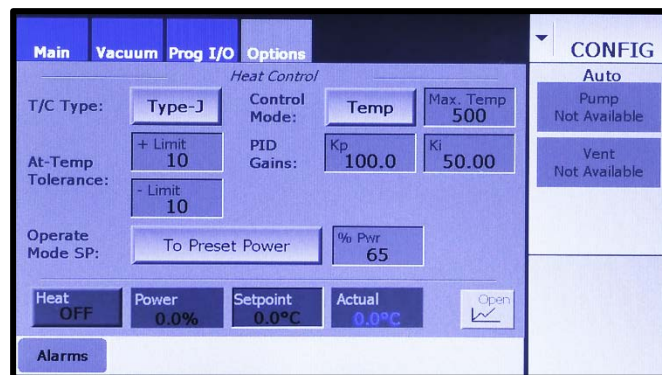 Main Vacuum Prog I/O Options
CONFIG
Heat Control
Auto
T/C Type: Type-J Control Mode: Temp Max. Temp 500
Pump
Not Available
At-Temp Tolerance: + Limit 10 PID Gains: Kp 100.0 Ki 50.00
Vent
Not Available
- Limit 10
Operate Mode SP: To Preset Power % Pwr 65
Heat OFF Power 0.0% Setpoint 0.0°C Actual 0.0°C Open
Alarms